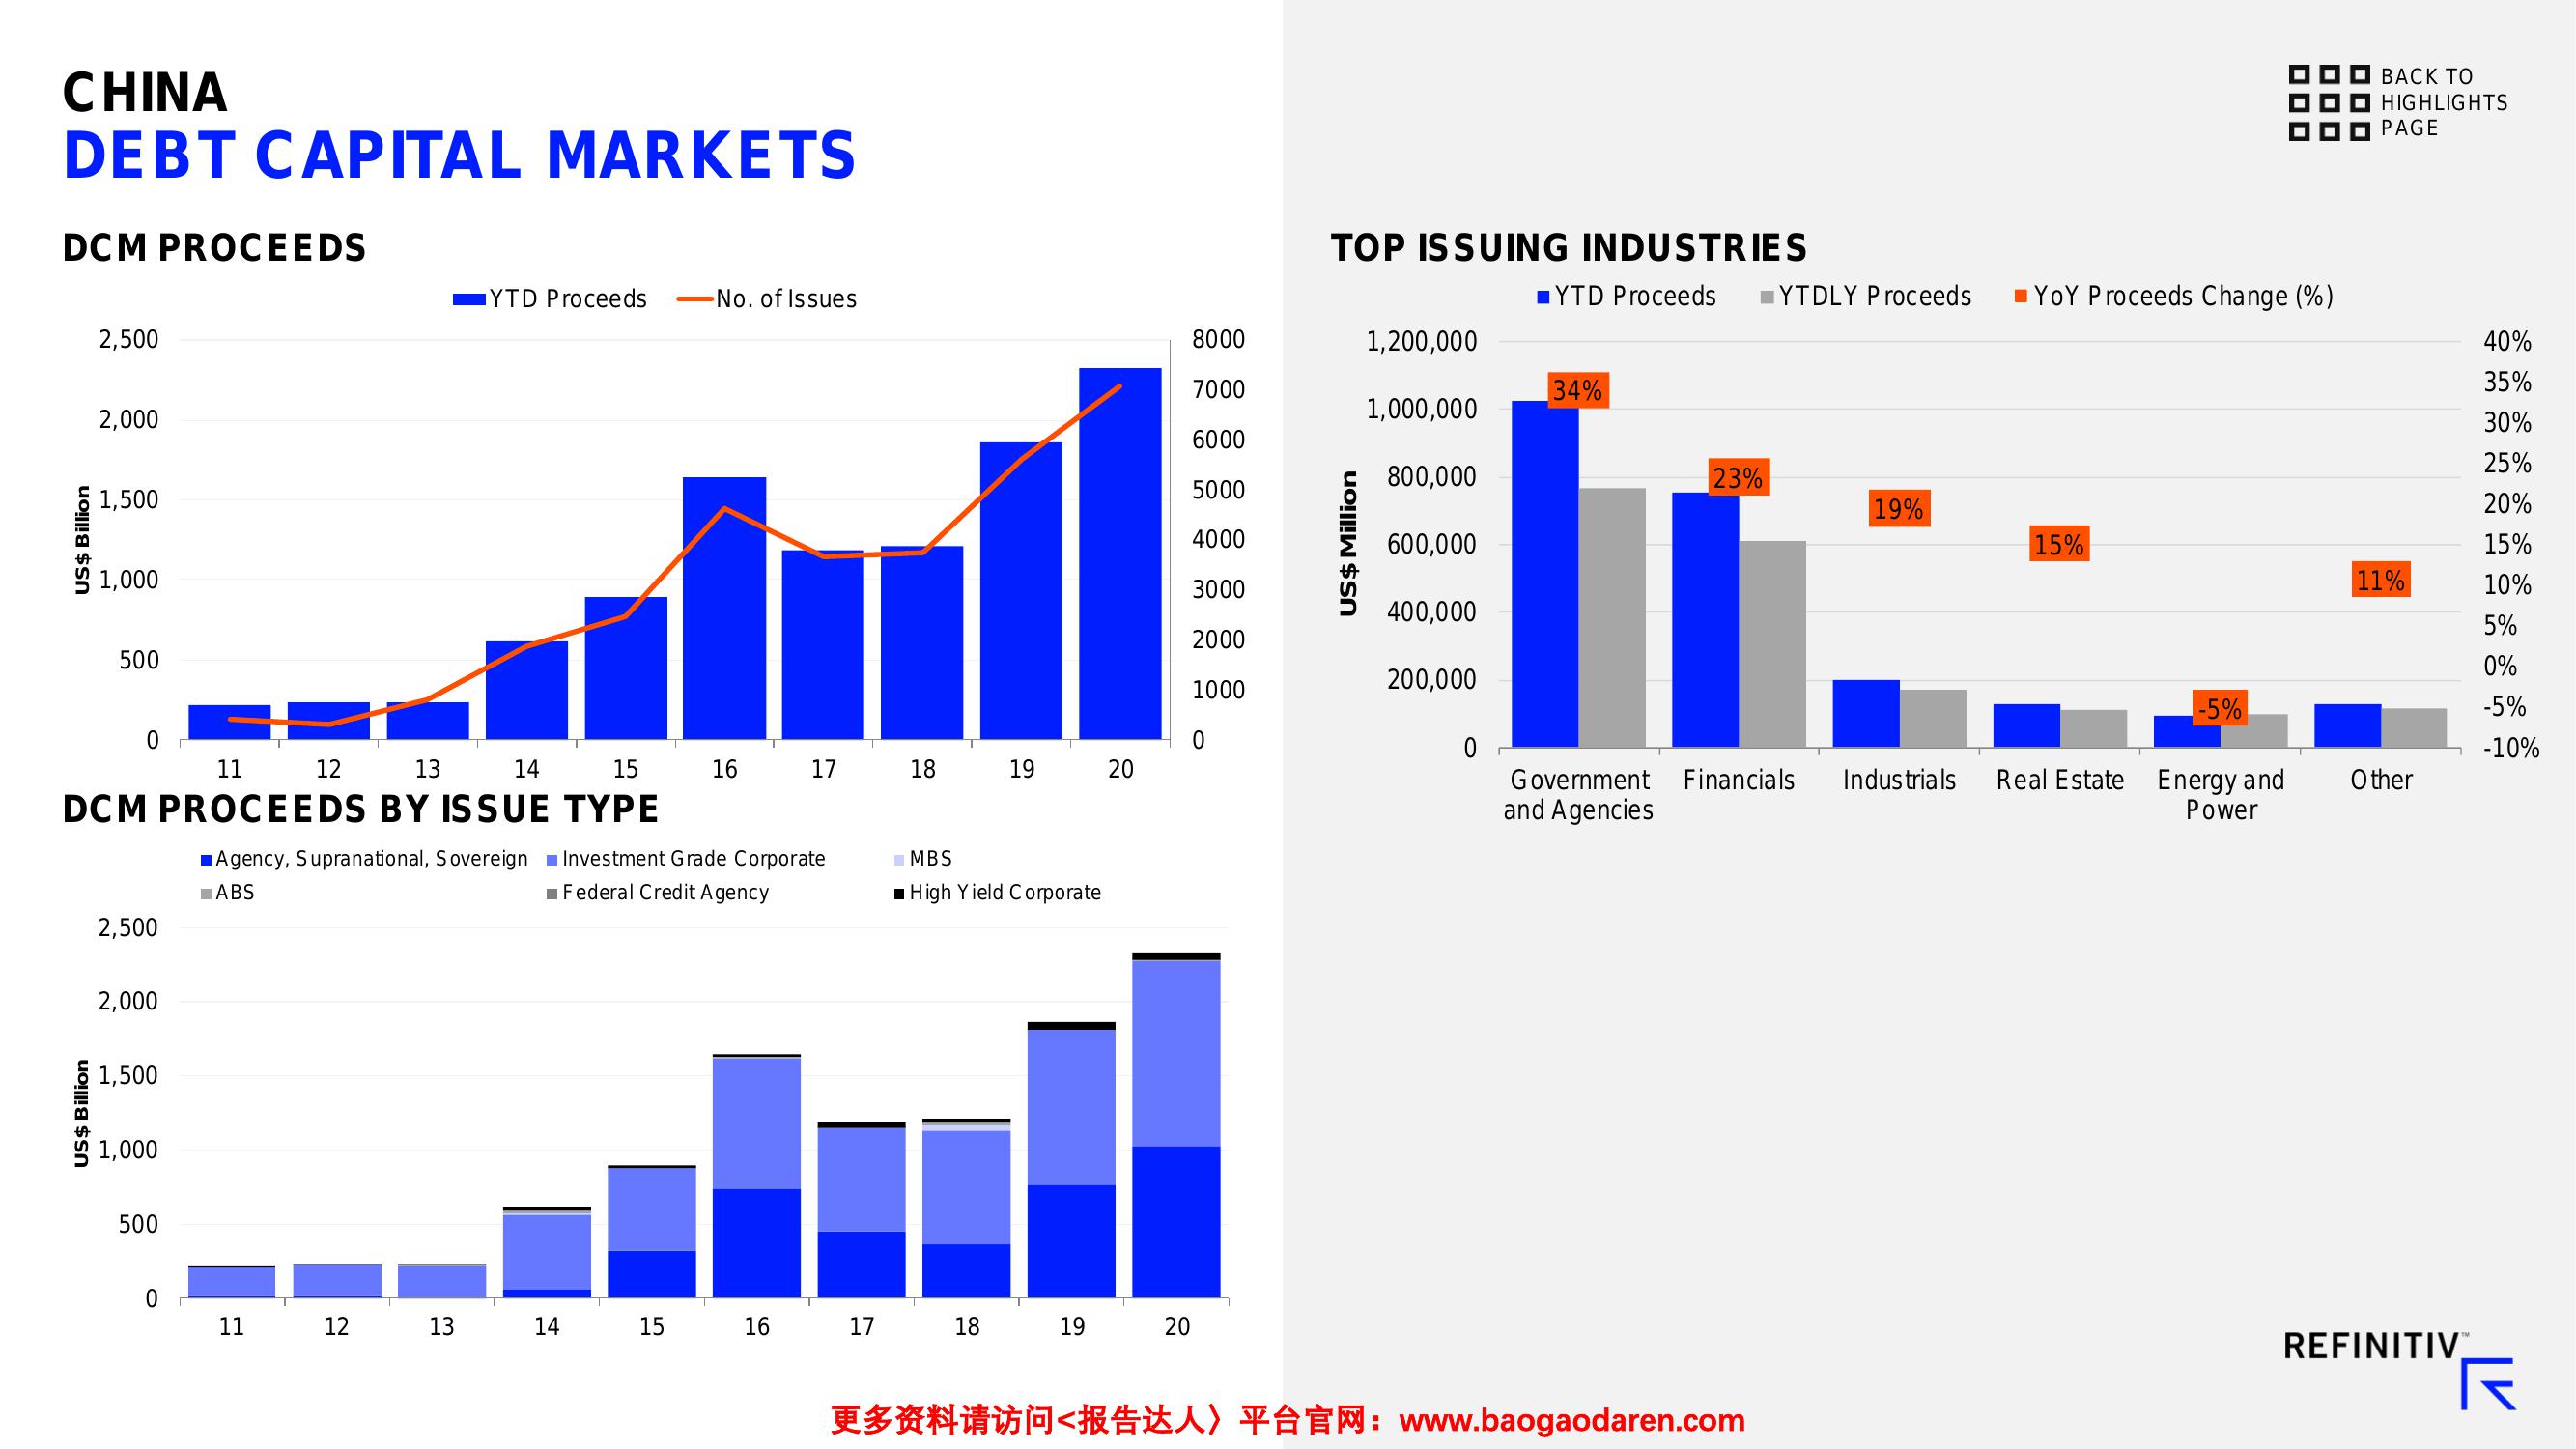 CHINA
DEBT CAPITAL MARKETS
BACK TO
HIGHLIGHTS
PAGE
DCM PROCEEDS
YTD Proceeds No. of Issues
2,500
2,000
1,500
1,000
500
0
US$ Billion
8000
7000
6000
5000
4000
3000
2000
1000
0
11 12 13 14 15 16 17 18 19 20
DCM PROCEEDS BY ISSUE TYPE
Agency, Supranational, Sovereign Investment Grade Corporate MBS
ABS Federal Credit Agency High Yield Corporate
2,500
2,000
1,500
1,000
500
0
US$ Billion
11 12 13 14 15 16 17 18 19 20
TOP ISSUING INDUSTRIES
YTD Proceeds YTDLY Proceeds YoY Proceeds Change (%)
1,200,000
1,000,000
800,000
600,000
400,000
200,000
0
US$ Million
34%
23%
19%
15%
-5%
11%
40%
35%
30%
25%
20%
15%
10%
5%
0%
-5%
-10%
Government Financials Industrials Real Estate Energy and Other
and Agencies Power
REFINITIV™
更多资料请访问<报告达人〉平台官网：www.baogaodaren.com